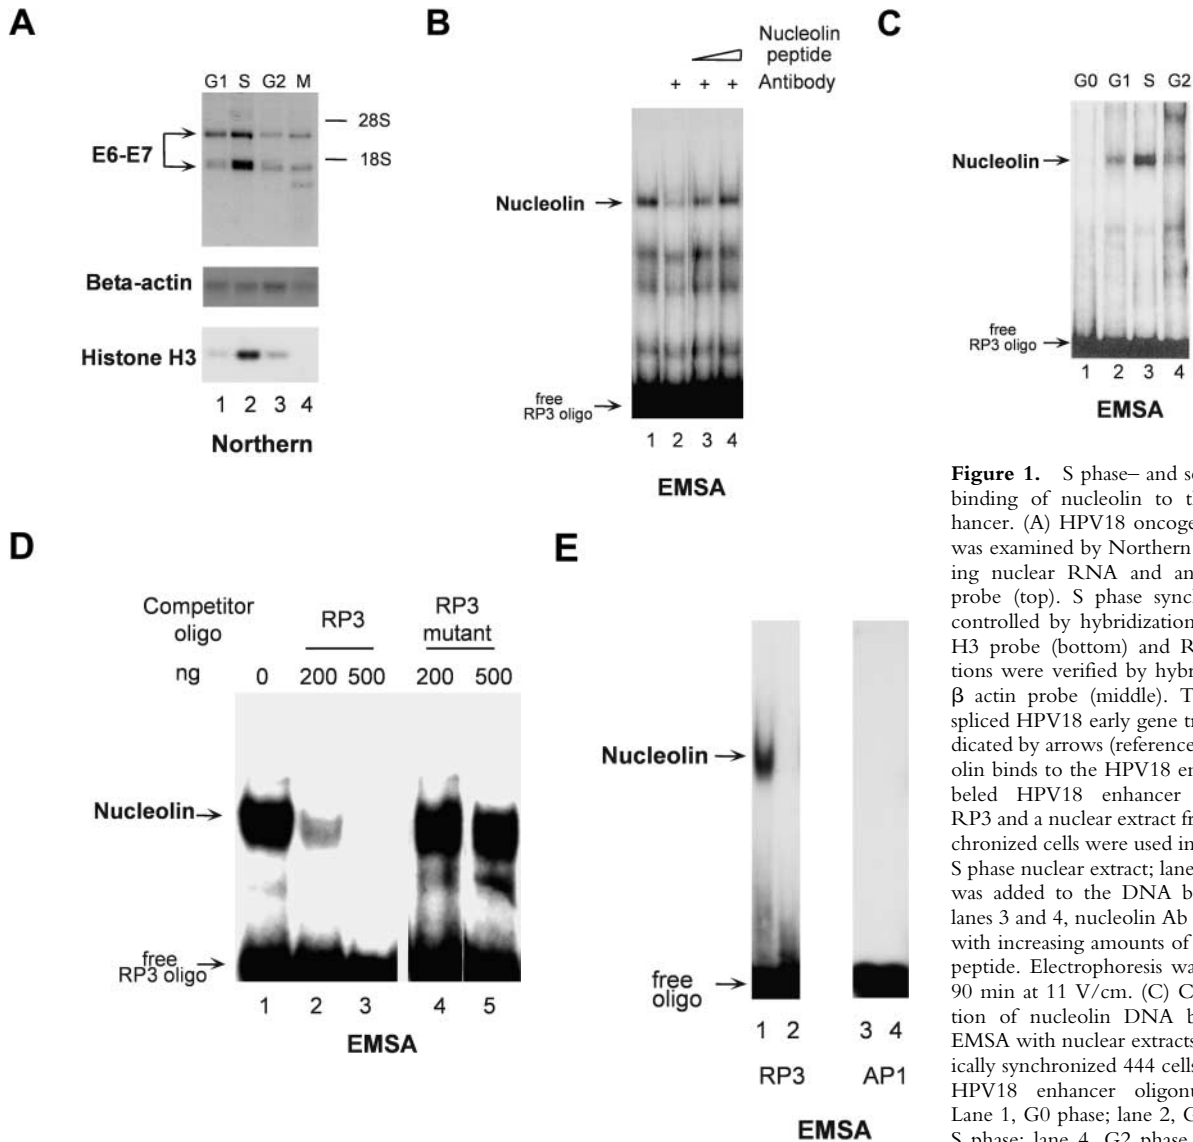 A
G1 S G2 M
28S
E6-E7
18S
Beta-actin
Histone H3
1 2 3 4
Northern
B
Nucleolin
peptide
+ + + Antibody
Nucleolin
free
RP3 oligo
1 2 3 4
EMSA
C
G0 G1 S G2
Nucleolin
free
RP3 oligo
1 2 3 4
EMSA
D
Competitor
oligo
RP3
RP3
mutant
ng 0 200 500 200 500
Nucleolin
free
RP3 oligo
1 2 3 4 5
EMSA
E
Nucleolin
free
oligo
1 2 3 4
RP3 AP1
EMSA
Figure 1. S phase– and se
binding of nucleolin to th
hancer. (A) HPV18 oncoge
was examined by Northern
ing nuclear RNA and an
probe (top). S phase synch
controlled by hybridization
H3 probe (bottom) and R
tions were verified by hybr
β actin probe (middle). T
spliced HPV18 early gene tr
dicated by arrows (reference
olin binds to the HPV18 en
beled HPV18 enhancer
RP3 and a nuclear extract fr
chronized cells were used in
S phase nuclear extract; lane
was added to the DNA b
lanes 3 and 4, nucleolin Ab
with increasing amounts of
peptide. Electrophoresis wa
90 min at 11 V/cm. (C) C
tion of nucleolin DNA b
EMSA with nuclear extracts
ically synchronized 444 cells
HPV18 enhancer oligonu
Lane 1, G0 phase; lane 2, G
S phase; lane 4, G2 phase